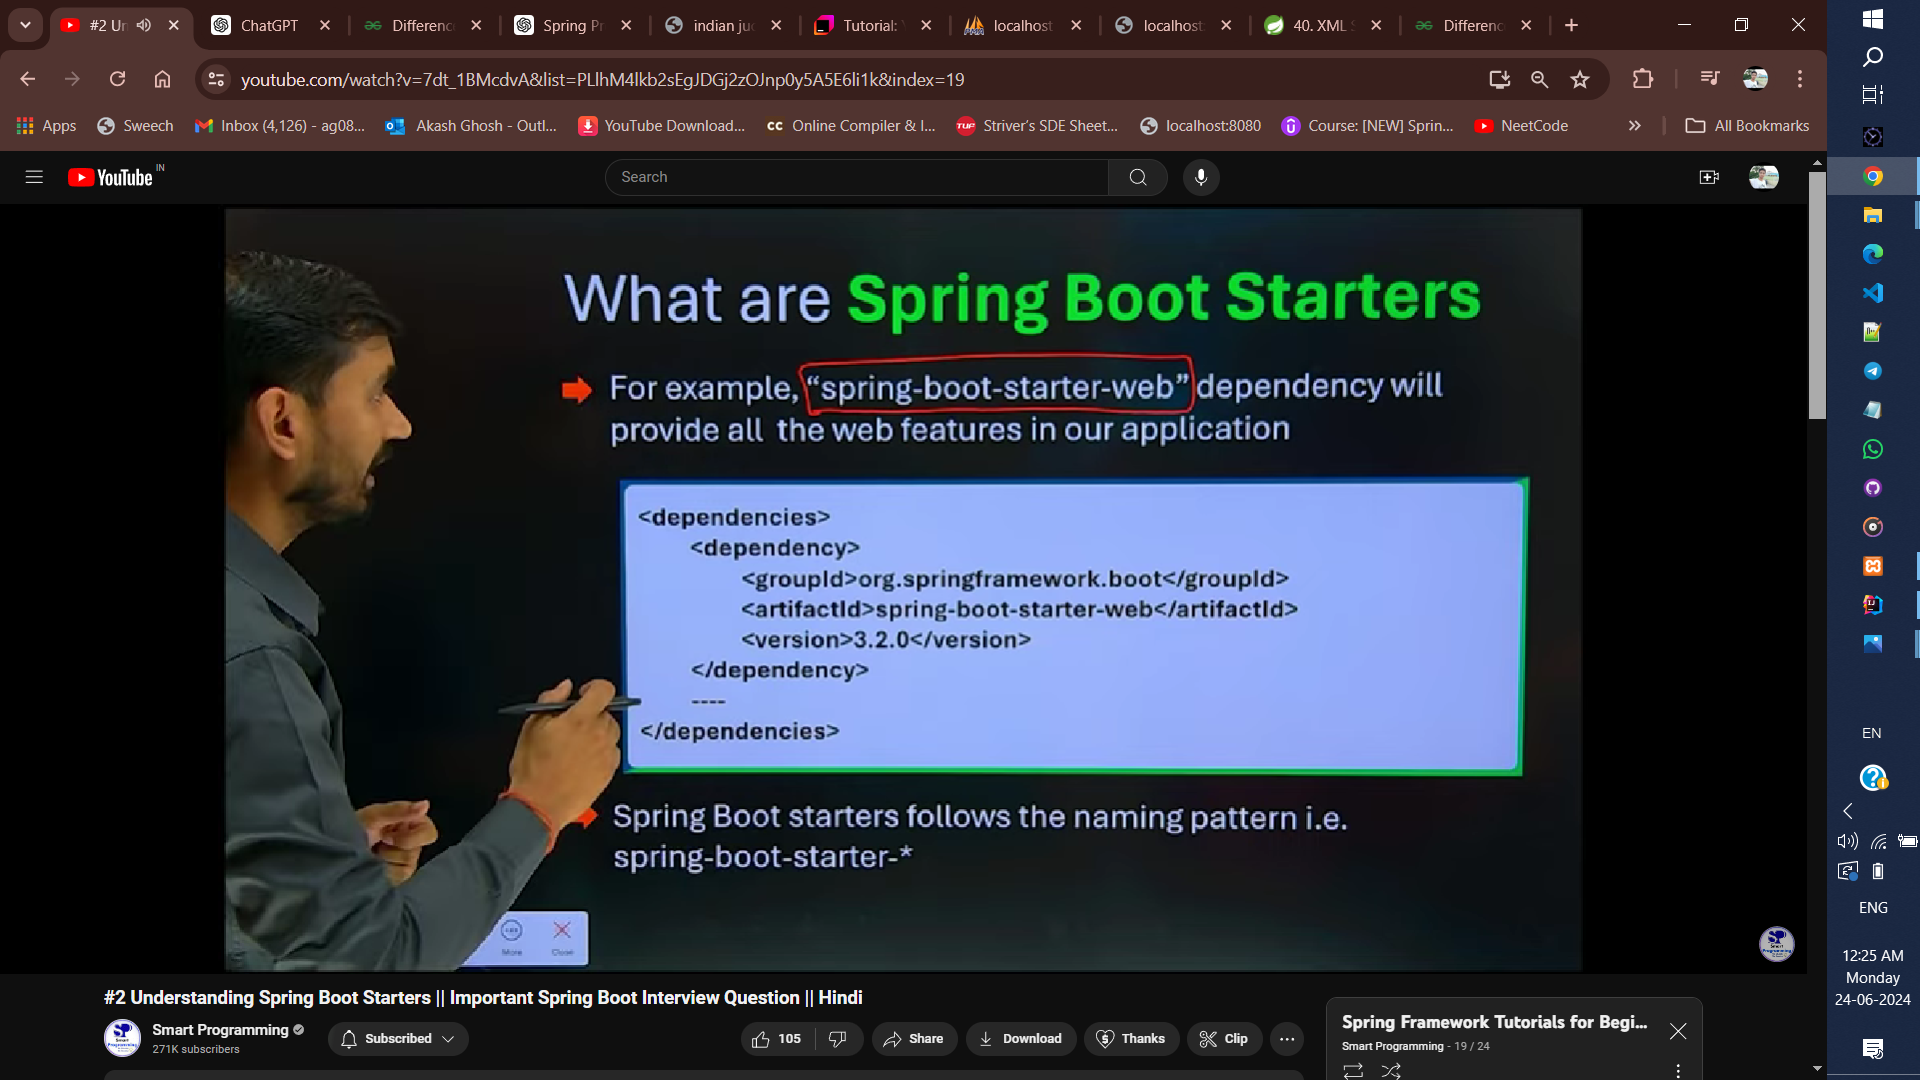 #2 Un
ChatGPT
Differenc
Spring Pr
indian juc
Tutorial:
localhost
localhost:
40. XML S
Differenc
youtube.com/watch?v=7dt_1BMcdvA&list=PLlhM4lkb2sEgJDGj2zOJnp0y5A5E6li1k&index=19
Apps
Sweech
Inbox (4,126) - ag08...
Akash Ghosh - Outl...
YouTube Download...
CC Online Compiler & I...
TUF Striver's SDE Sheet...
localhost:8080
Course: [NEW] Sprin...
NeetCode
»
All Bookmarks
YouTube IN
Search
What are Spring Boot Starters
For example, “spring-boot-starter-web” dependency will
provide all the web features in our application
<dependencies>
<dependency>
<groupId>org.springframework.boot</groupId>
<artifactId>spring-boot-starter-web</artifactId>
<version>3.2.0</version>
</dependency>
----
</dependencies>
Spring Boot starters follows the naming pattern i.e.
spring-boot-starter-*
More
Close
#2 Understanding Spring Boot Starters || Important Spring Boot Interview Question || Hindi
Smart Programming
271K subscribers
Subscribed
105
Share
Download
Thanks
Clip
...
Spring Framework Tutorials for Begi...
Smart Programming - 19 / 24
EN
ENG
12:25 AM
Monday
24-06-2024